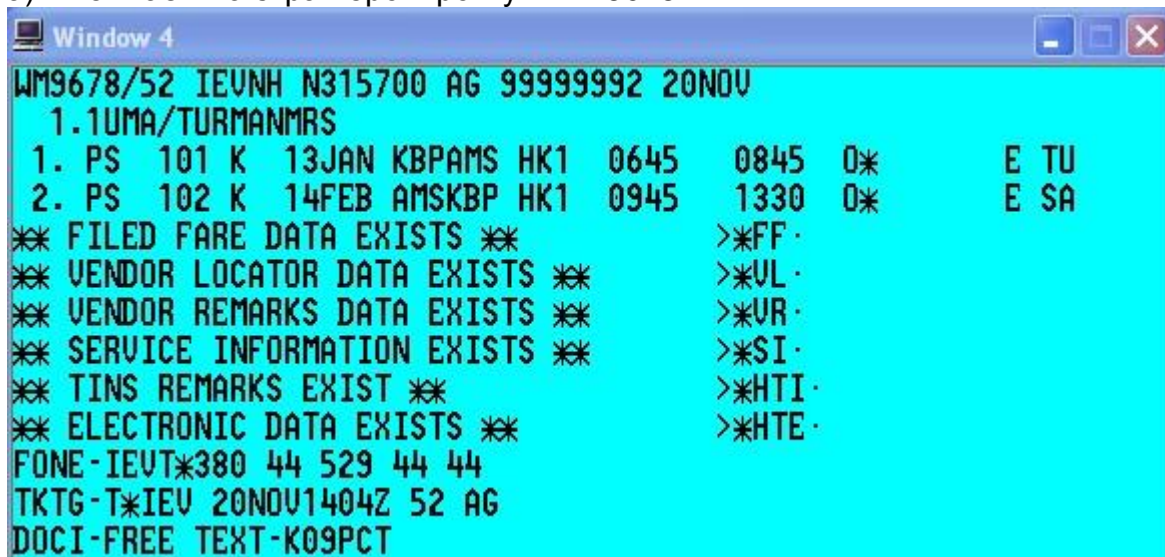 Window 4
WM9678/52 IEVNH N315700 AG 99999992 20NOV
1.1UMA/TURMANMRS
1. PS 101 K 13JAN KBPAMS HK1 0645 0845 O* E TU
2. PS 102 K 14FEB AMSKBP HK1 0945 1330 O* E SA
** FILED FARE DATA EXISTS ** >*FF·
** VENDOR LOCATOR DATA EXISTS ** >*VL·
** VENDOR REMARKS DATA EXISTS ** >*VR·
** SERVICE INFORMATION EXISTS ** >*SI·
** TINS REMARKS EXIST ** >*HTI·
** ELECTRONIC DATA EXISTS ** >*HTE·
FONE-IEVT*380 44 529 44 44
TKTG-T*IEV 20NOV1404Z 52 AG
DOCI-FREE TEXT-K09PCT